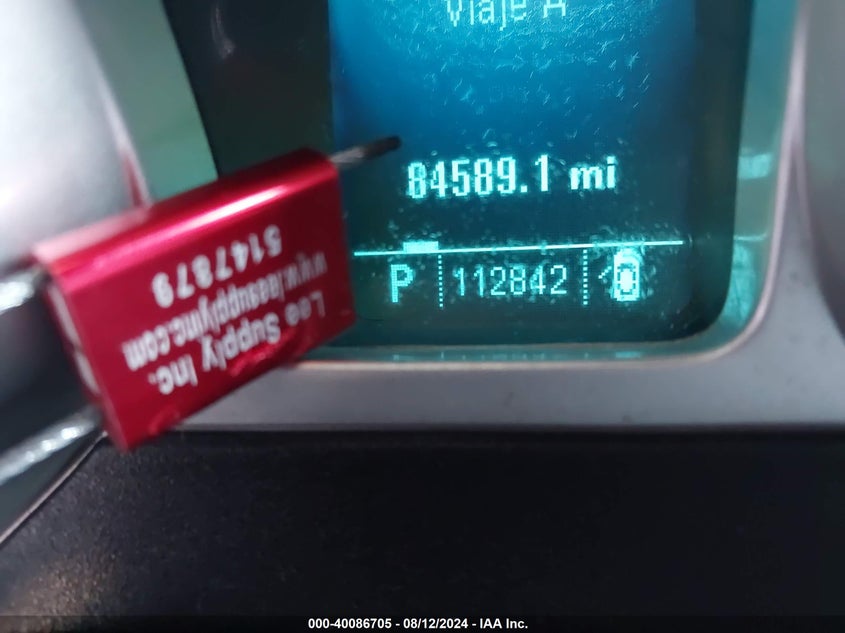 Viaje A
84589.1 mi
P 112842
Lee Supply Inc.
www.leesupplyinc.com
5147879
000-40086705 - 08/12/2024 - IAA Inc.